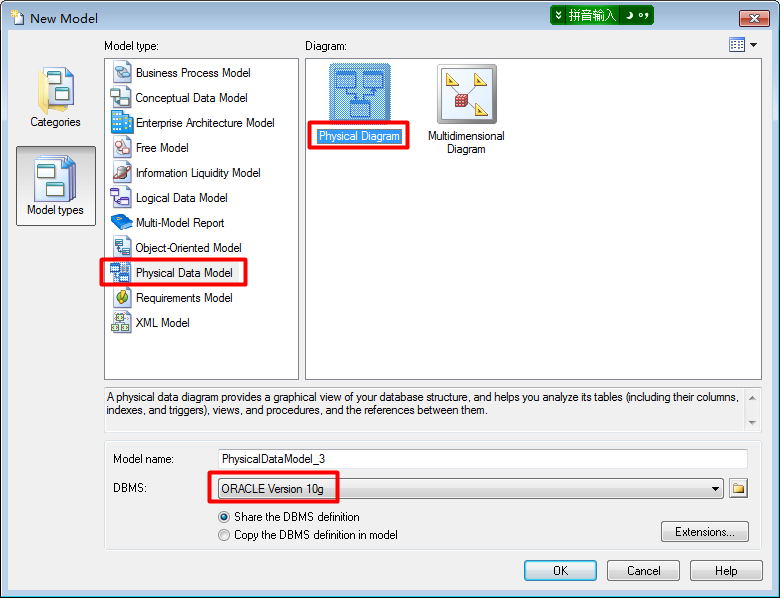 New Model
拼音输入
Categories
Model types
Model type:
Business Process Model
Conceptual Data Model
Enterprise Architecture Model
Free Model
Information Liquidity Model
Logical Data Model
Multi-Model Report
Object-Oriented Model
Physical Data Model
Requirements Model
XML Model
Diagram:
Physical Diagram
Multidimensional
Diagram
A physical data diagram provides a graphical view of your database structure, and helps you analyze its tables (including their columns,
indexes, and triggers), views, and procedures, and the references between them.
Model name:
PhysicalDataModel_3
DBMS:
ORACLE Version 10g
Share the DBMS definition
Copy the DBMS definition in model
Extensions...
OK
Cancel
Help